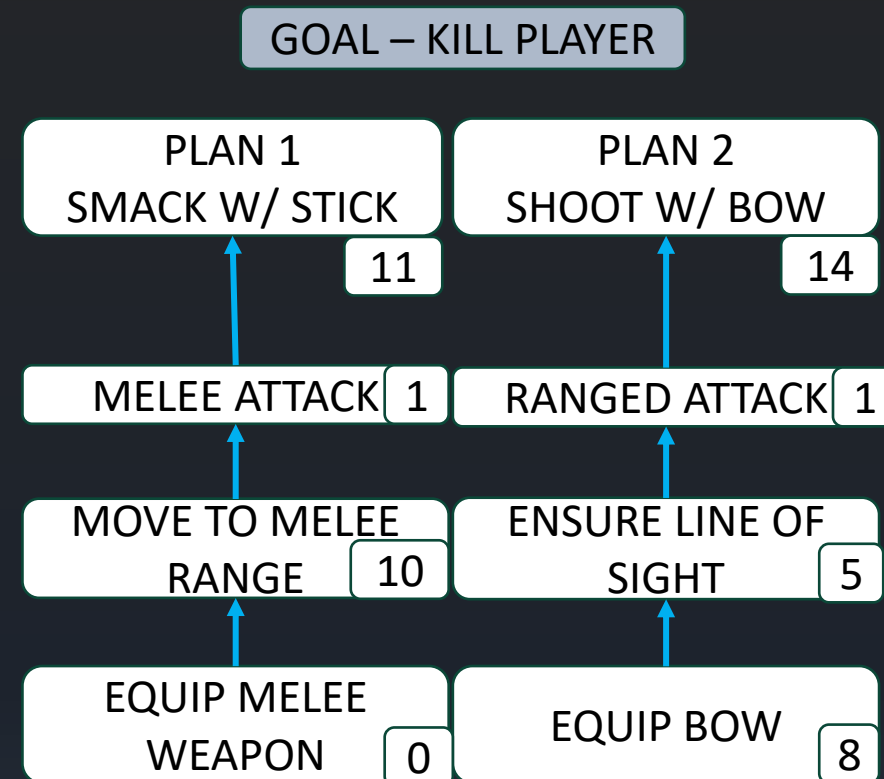 GOAL – KILL PLAYER
PLAN 1
SMACK W/ STICK
11
PLAN 2
SHOOT W/ BOW
14
MELEE ATTACK 1
RANGED ATTACK 1
MOVE TO MELEE
RANGE 10
ENSURE LINE OF
SIGHT 5
EQUIP MELEE
WEAPON 0
EQUIP BOW 8